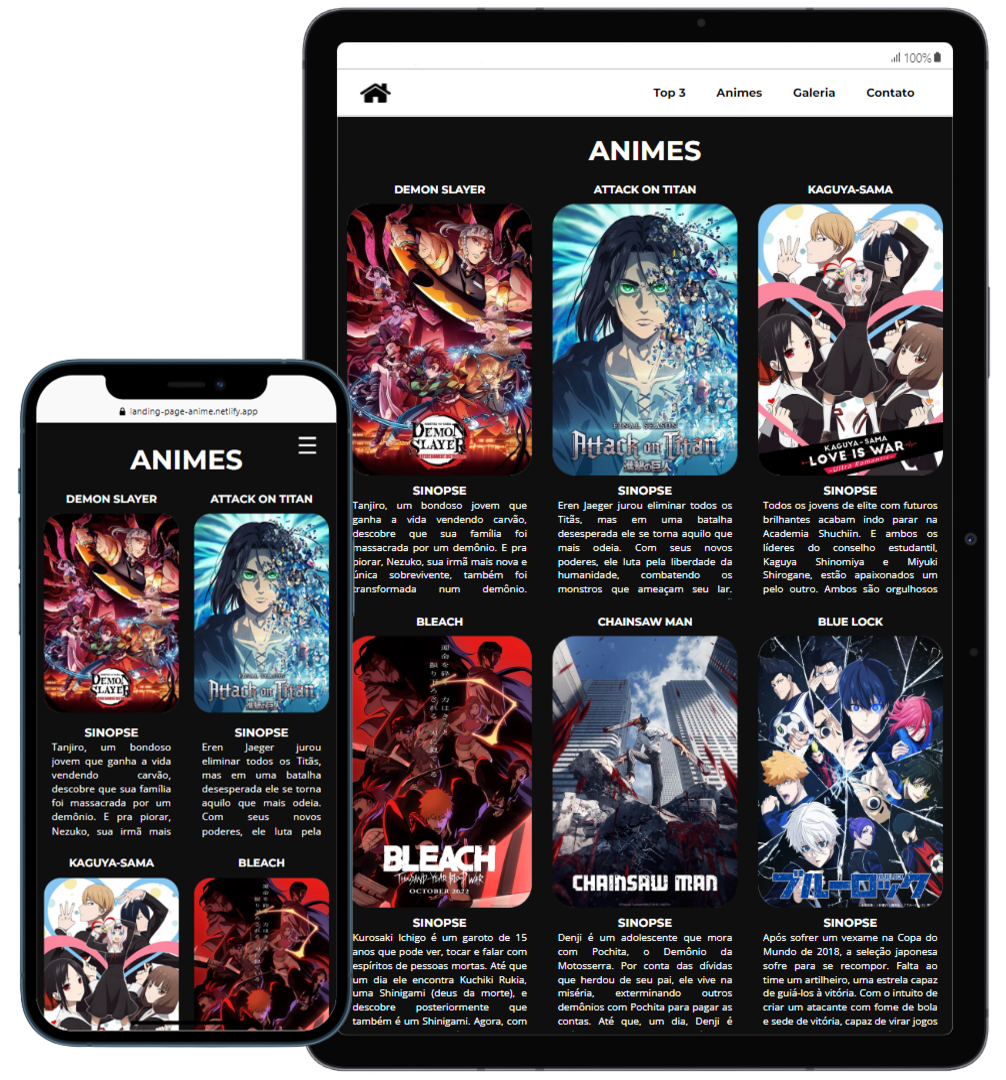 100%
Top 3 Animes Galeria Contato
ANIMES
DEMON SLAYER
DEMON
SLAYER
SINOPSE
Tanjiro, um bondoso jovem que
ganha a vida vendendo carvão,
descobre que sua família foi
massacrada por um demônio. E pra
piorar, Nezuko, sua irmã mais nova e
única sobrevivente, também foi
transformada num demônio.
ATTACK ON TITAN
FINAL SEASON
Attack on Titan
進撃の巨人
SINOPSE
Eren Jaeger jurou eliminar todos os
Titãs, mas em uma batalha
desesperada ele se torna aquilo que
mais odeia. Com seus novos
poderes, ele luta pela liberdade da
humanidade, combatendo os
monstros que ameaçam seu lar.
KAGUYA-SAMA
KAGUYA-SAMA
LOVE IS WAR
-Ultra Romantic-
SINOPSE
Todos os jovens de elite com futuros
brilhantes acabam indo parar na
Academia Shuchiin. E ambos os
líderes do conselho estudantil,
Kaguya Shinomiya e Miyuki
Shirogane, estão apaixonados um
pelo outro. Ambos são orgulhosos
BLEACH
BLEACH
THOUSAND-YEAR BLOOD WAR
OCTOBER 2022
SINOPSE
Kurosaki Ichigo é um garoto de 15
anos que pode ver, tocar e falar com
espíritos de pessoas mortas. Até que
um dia ele encontra Kuchiki Rukia,
uma Shinigami (deus da morte), e
descobre posteriormente que
também é um Shinigami. Agora, com
CHAINSAW MAN
CHAINSAW MAN
SINOPSE
Denji é um adolescente que mora
com Pochita, o Demônio da
Motosserra. Por conta das dívidas
que herdou de seu pai, ele vive na
miséria, exterminando outros
demônios com Pochita para pagar as
contas. Até que, um dia, Denji é
BLUE LOCK
ブルーロック
SINOPSE
Após sofrer um vexame na Copa do
Mundo de 2018, a seleção japonesa
sofre para se recompor. Falta ao
time um artilheiro, uma estrela capaz
de guiá-los à vitória. Com o intuito de
criar um atacante com fome de bola
e sede de vitória, capaz de virar jogos
landing-page-anime.netlify.app
ANIMES
DEMON SLAYER
DEMON
SLAYER
SINOPSE
Tanjiro, um bondoso
jovem que ganha a vida
vendendo carvão,
descobre que sua família
foi massacrada por um
demônio. E pra piorar,
Nezuko, sua irmã mais
ATTACK ON TITAN
FINAL SEASON
Attack on Titan
進撃の巨人
SINOPSE
Eren Jaeger jurou
eliminar todos os Titãs,
mas em uma batalha
desesperada ele se torna
aquilo que mais odeia.
Com seus novos
poderes, ele luta pela
KAGUYA-SAMA
BLEACH